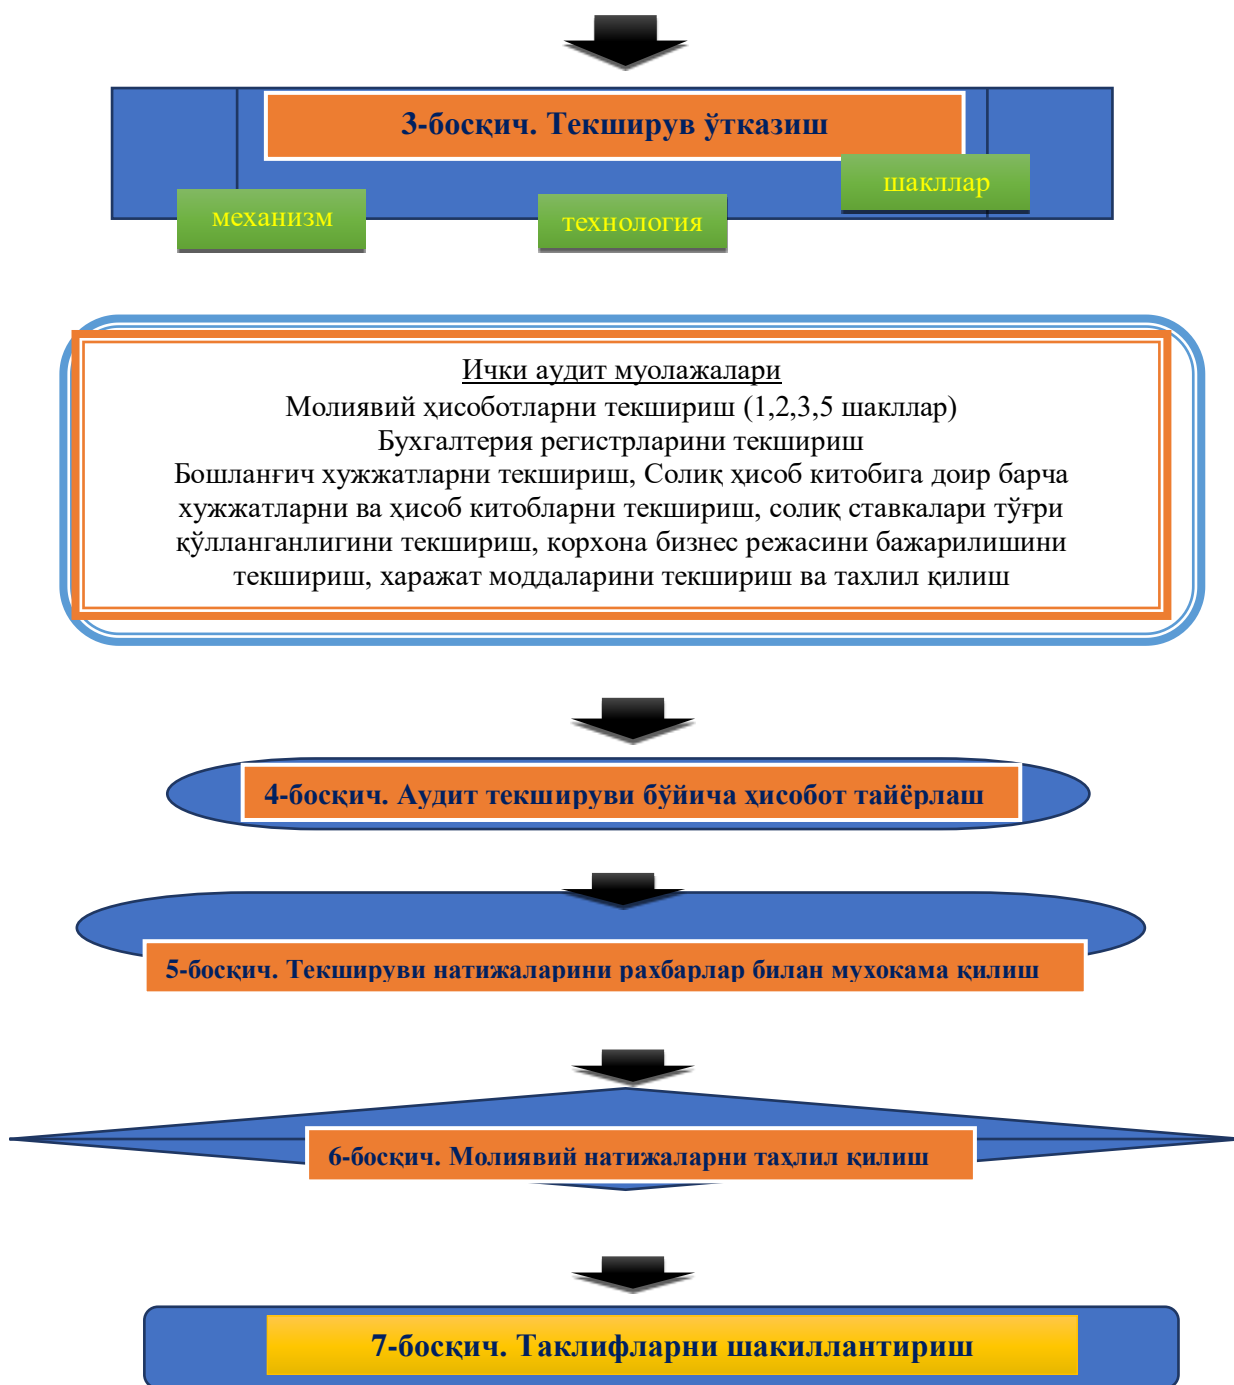 3-босқич. Текширув ўтказиш
шакллар
механизм
технология
Ички аудит муолажалари
Молиявий ҳисоботларни текшириш (1,2,3,5 шакллар)
Бухгалтерия регистрларини текшириш
Бошланғич хужжатларни текшириш, Солиқ ҳисоб китобига доир барча
хужжатларни ва ҳисоб китобларни текшириш, солиқ ставкалари тўғри
қўлланганлигини текшириш, корхона бизнес режасини бажарилишини
текшириш, харажат моддаларини текшириш ва тахлил қилиш
4-босқич. Аудит текшируви бўйича ҳисобот тайёрлаш
5-босқич. Текшируви натижаларини рахбарлар билан мухокама қилиш
6-босқич. Молиявий натижаларни таҳлил қилиш
7-босқич. Таклифларни шакиллантириш